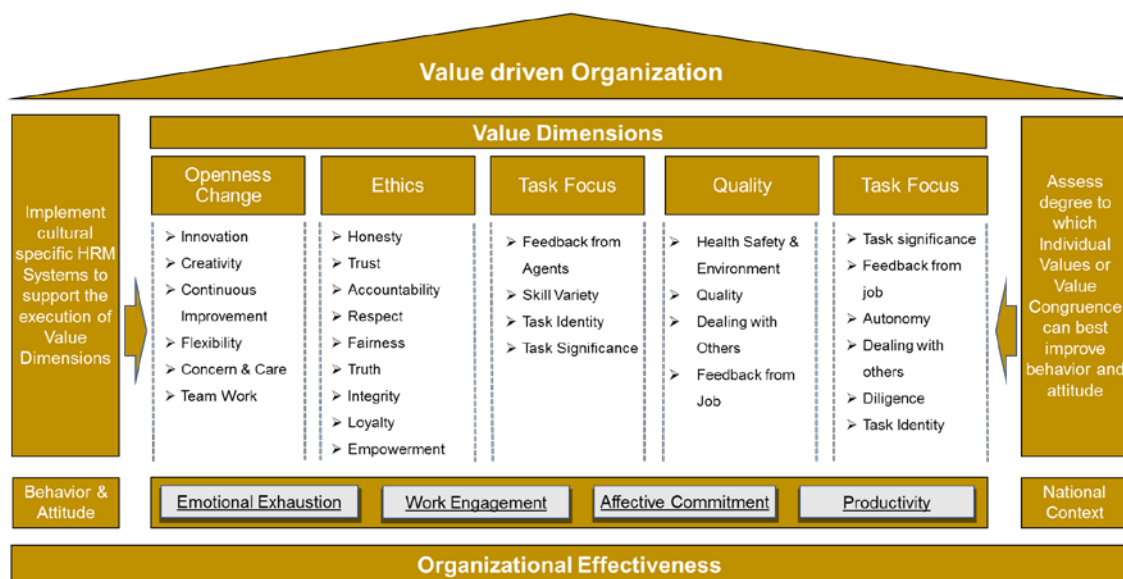 Value driven Organization
Implement
cultural
specific HRM
Systems to
support the
execution of
Value
Dimensions
Value Dimensions
Openness
Change
➢ Innovation
➢ Creativity
➢ Continuous
Improvement
➢ Flexibility
➢ Concern & Care
➢ Team Work
Ethics
➢ Honesty
➢ Trust
➢ Accountability
➢ Respect
➢ Fairness
➢ Truth
➢ Integrity
➢ Loyalty
➢ Empowerment
Task Focus
➢ Feedback from
Agents
➢ Skill Variety
➢ Task Identity
➢ Task Significance
Quality
➢ Health Safety &
Environment
➢ Quality
➢ Dealing with
Others
➢ Feedback from
Job
Task Focus
➢ Task significance
➢ Feedback from
job
➢ Autonomy
➢ Dealing with
others
➢ Diligence
➢ Task Identity
Assess
degree to
which
Individual
Values or
Value
Congruence
can best
improve
behavior and
attitude
Behavior &
Attitude
Emotional Exhaustion
Work Engagement
Affective Commitment
Productivity
National
Context
Organizational Effectiveness